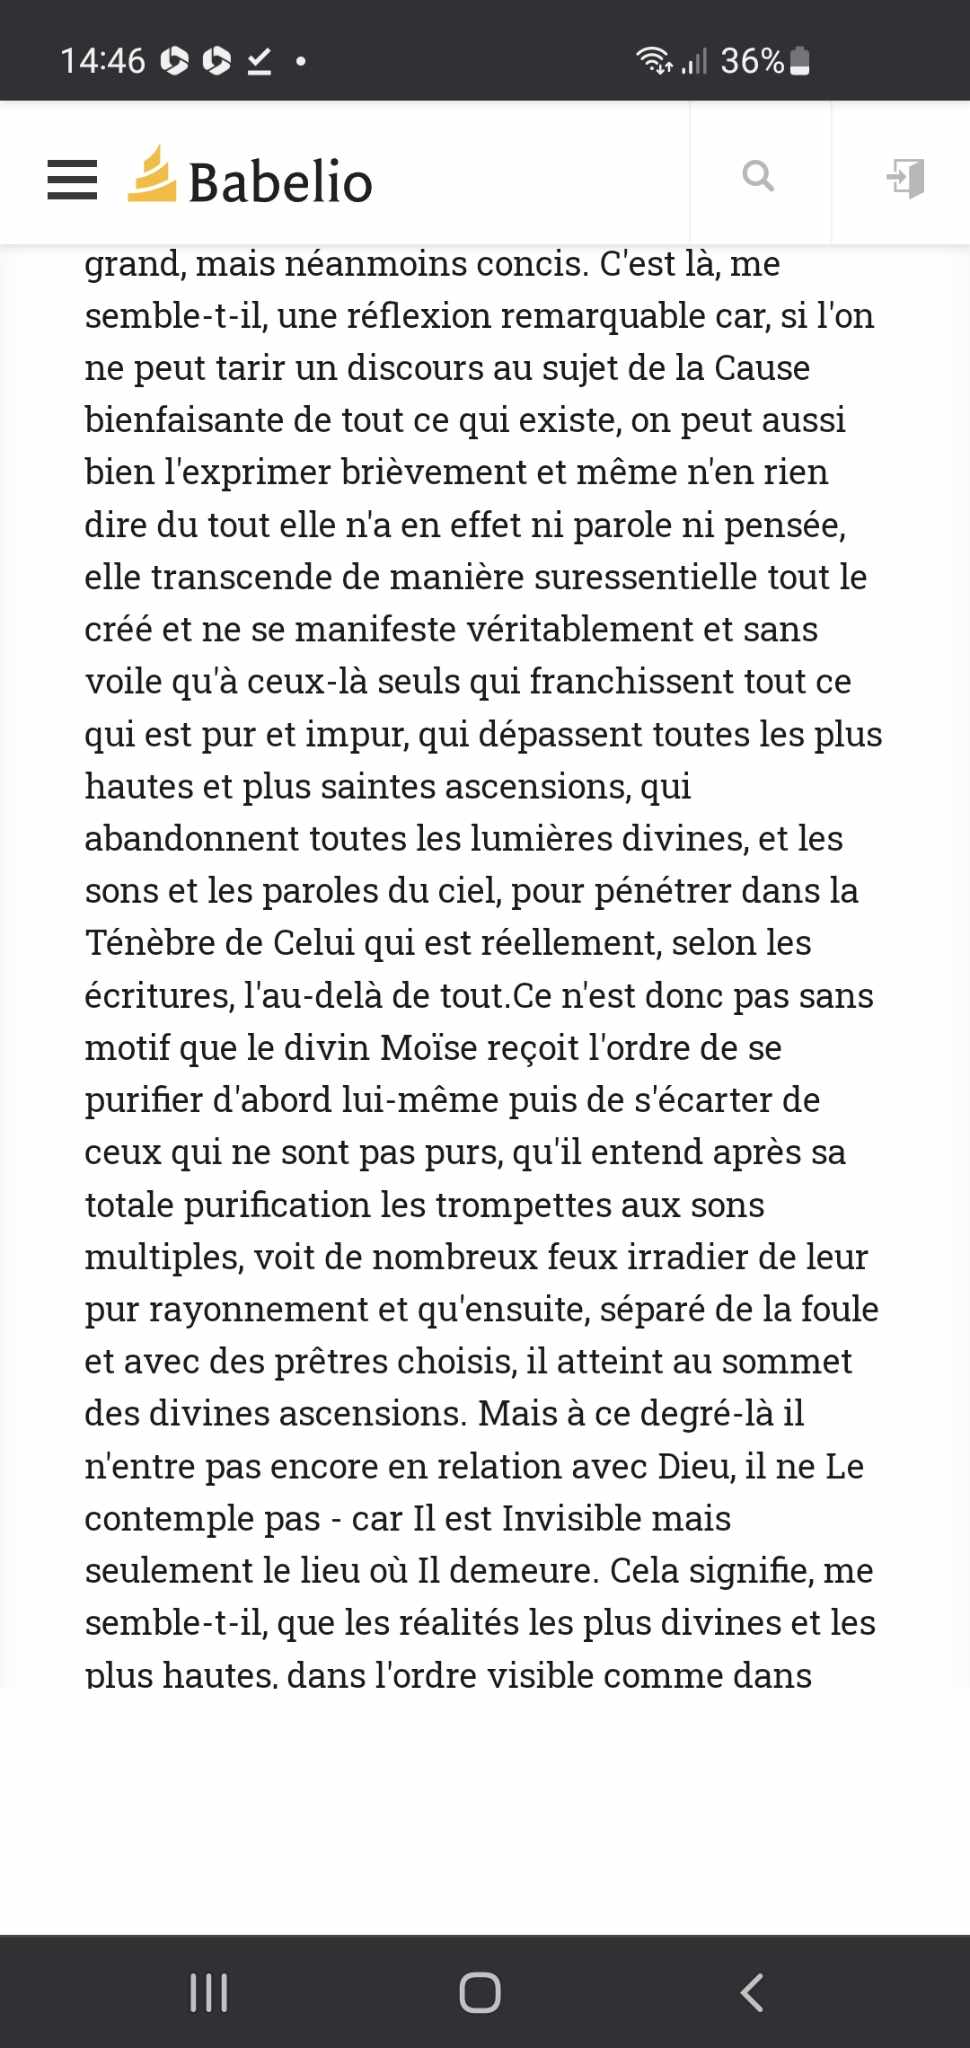 14:46
36%
Babelio
grand, mais néanmoins concis. C'est là, me
semble-t-il, une réflexion remarquable car, si l'on
ne peut tarir un discours au sujet de la Cause
bienfaisante de tout ce qui existe, on peut aussi
bien l'exprimer brièvement et même n'en rien
dire du tout elle n'a en effet ni parole ni pensée,
elle transcende de manière suressentielle tout le
créé et ne se manifeste véritablement et sans
voile qu'à ceux-là seuls qui franchissent tout ce
qui est pur et impur, qui dépassent toutes les plus
hautes et plus saintes ascensions, qui
abandonnent toutes les lumières divines, et les
sons et les paroles du ciel, pour pénétrer dans la
Ténèbre de Celui qui est réellement, selon les
écritures, l'au-delà de tout.Ce n'est donc pas sans
motif que le divin Moïse reçoit l'ordre de se
purifier d'abord lui-même puis de s'écarter de
ceux qui ne sont pas purs, qu'il entend après sa
totale purification les trompettes aux sons
multiples, voit de nombreux feux irradier de leur
pur rayonnement et qu'ensuite, séparé de la foule
et avec des prêtres choisis, il atteint au sommet
des divines ascensions. Mais à ce degré-là il
n'entre pas encore en relation avec Dieu, il ne Le
contemple pas - car Il est Invisible mais
seulement le lieu où Il demeure. Cela signifie, me
semble-t-il, que les réalités les plus divines et les
plus hautes, dans l'ordre visible comme dans